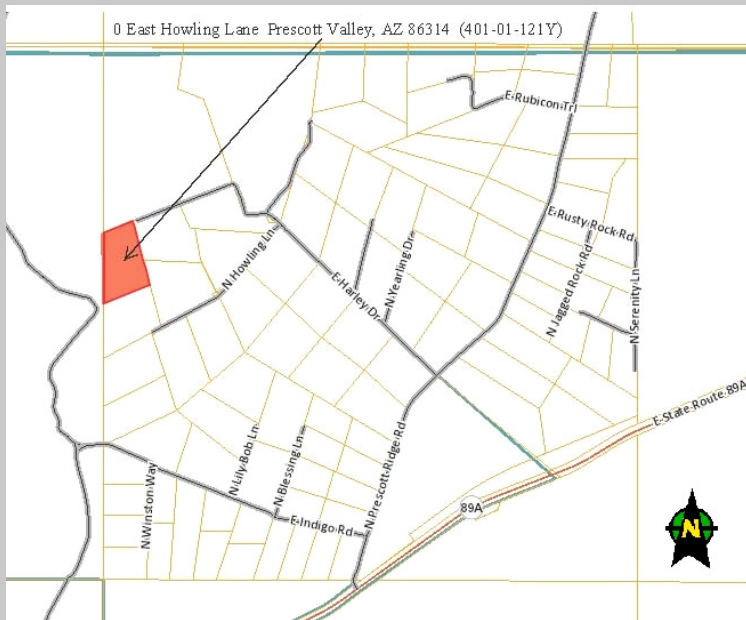 0 East Howling Lane Prescott Valley, AZ 86314 (401-01-121Y)
E Rubicon Trl
E Rusty Rock Rd
N Howling Ln
N Yearling Dr
E Harley Dr
N Jagged Rock Rd
N Serenity Ln
E State Route 89A
N Lily Bob Ln
N Blessing Ln
N Prescott Ridge Rd
N Winston Way
89A
E Indigo Rd
N